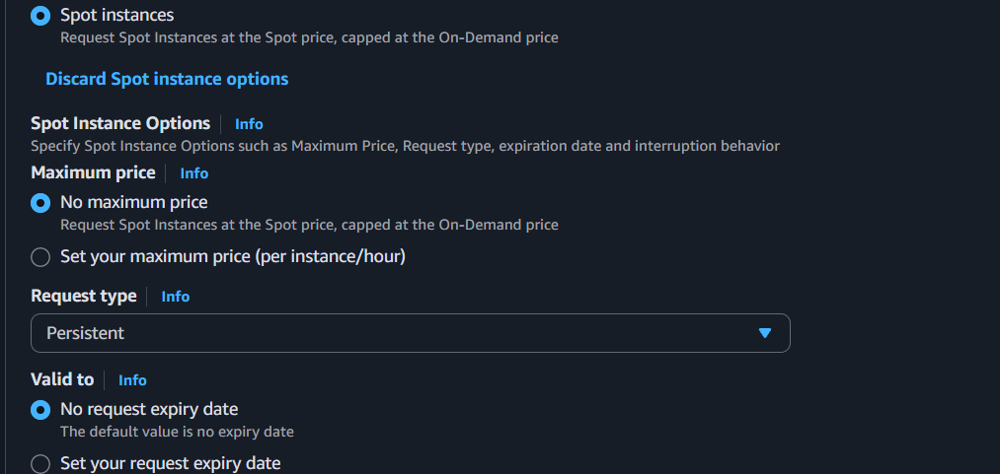 Spot instances
Request Spot Instances at the Spot price, capped at the On-Demand price
Discard Spot instance options
Spot Instance Options Info
Specify Spot Instance Options such as Maximum Price, Request type, expiration date and interruption behavior
Maximum price Info
No maximum price
Request Spot Instances at the Spot price, capped at the On-Demand price
Set your maximum price (per instance/hour)
Request type Info
Persistent
Valid to Info
No request expiry date
The default value is no expiry date
Set your request expiry date